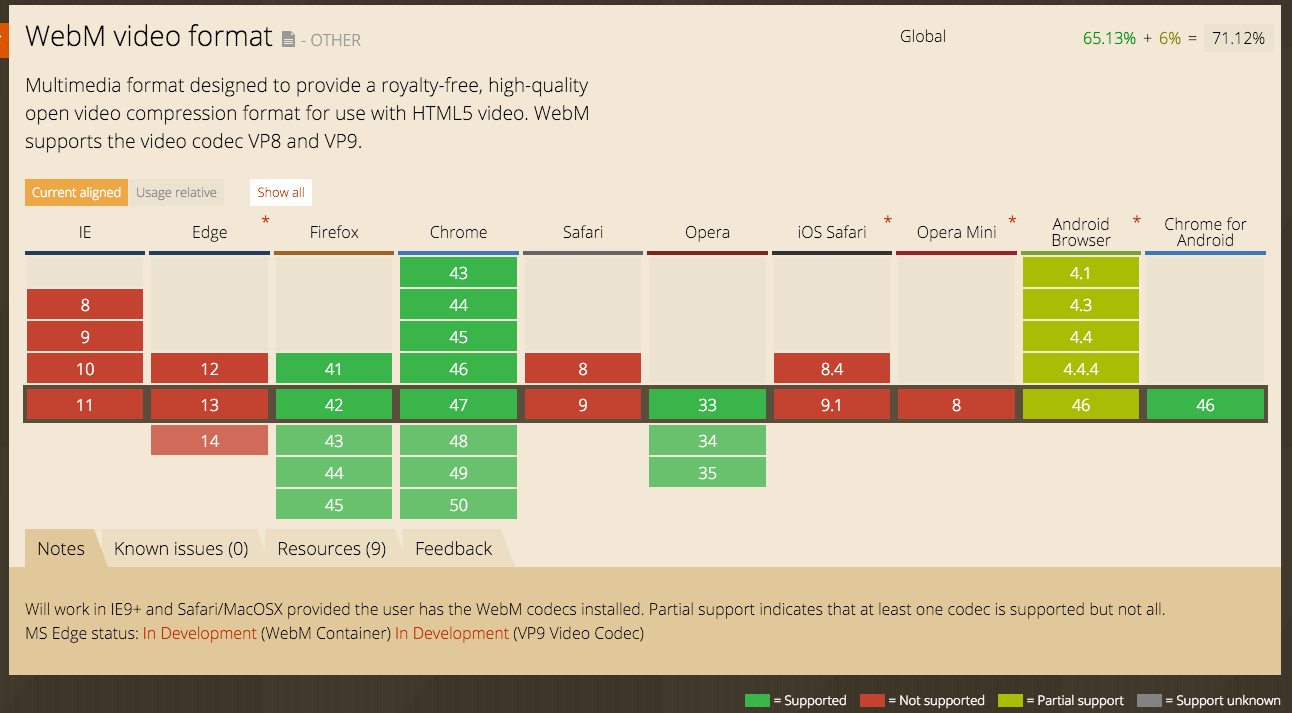 WebM video format - OTHER
Global 65.13% + 6% = 71.12%
Multimedia format designed to provide a royalty-free, high-quality
open video compression format for use with HTML5 video. WebM
supports the video codec VP8 and VP9.
Current aligned Usage relative Show all
IE Edge * Firefox Chrome Safari Opera iOS Safari * Opera Mini * Android Browser * Chrome for Android
43 4.1
8 44 4.3
9 45 4.4
10 12 41 46 8 8.4 4.4.4
11 13 42 47 9 33 9.1 8 46 46
14 43 48 34
44 49 35
45 50
Notes Known issues (0) Resources (9) Feedback
Will work in IE9+ and Safari/MacOSX provided the user has the WebM codecs installed. Partial support indicates that at least one codec is supported but not all.
MS Edge status: In Development (WebM Container) In Development (VP9 Video Codec)
= Supported = Not supported = Partial support = Support unknown